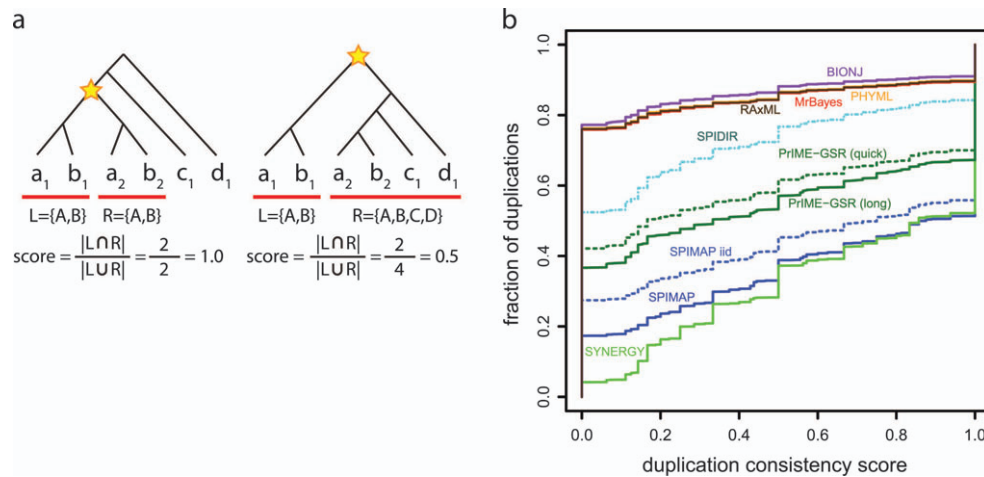 a
a1 b1 a2 b2 c1 d1
L={A,B} R={A,B}
score = |L∩R| / |L∪R| = 2 / 2 = 1.0
a1 b1 a2 b2 c1 d1
L={A,B} R={A,B,C,D}
score = |L∩R| / |L∪R| = 2 / 4 = 0.5
b
fraction of duplications
1.0
0.8
0.6
0.4
0.2
0.0
BIONJ
RAxML
MrBayes
PHYML
SPIDIR
PrIME-GSR (quick)
PrIME-GSR (long)
SPIMAP iid
SPIMAP
SYNERGY
0.0 0.2 0.4 0.6 0.8 1.0
duplication consistency score